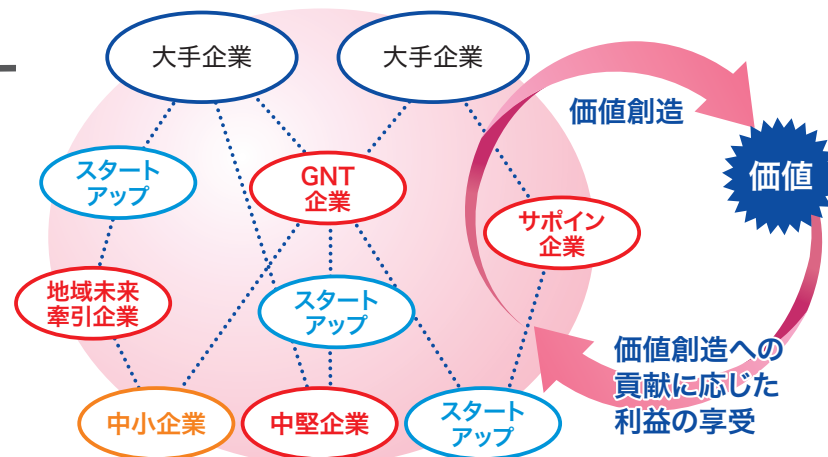 大手企業
大手企業
価値創造
スタート
アップ
GNT
企業
価値
サポイン
企業
地域未来
牽引企業
スタート
アップ
価値創造への
貢献に応じた
利益の享受
中小企業
中堅企業
スタート
アップ